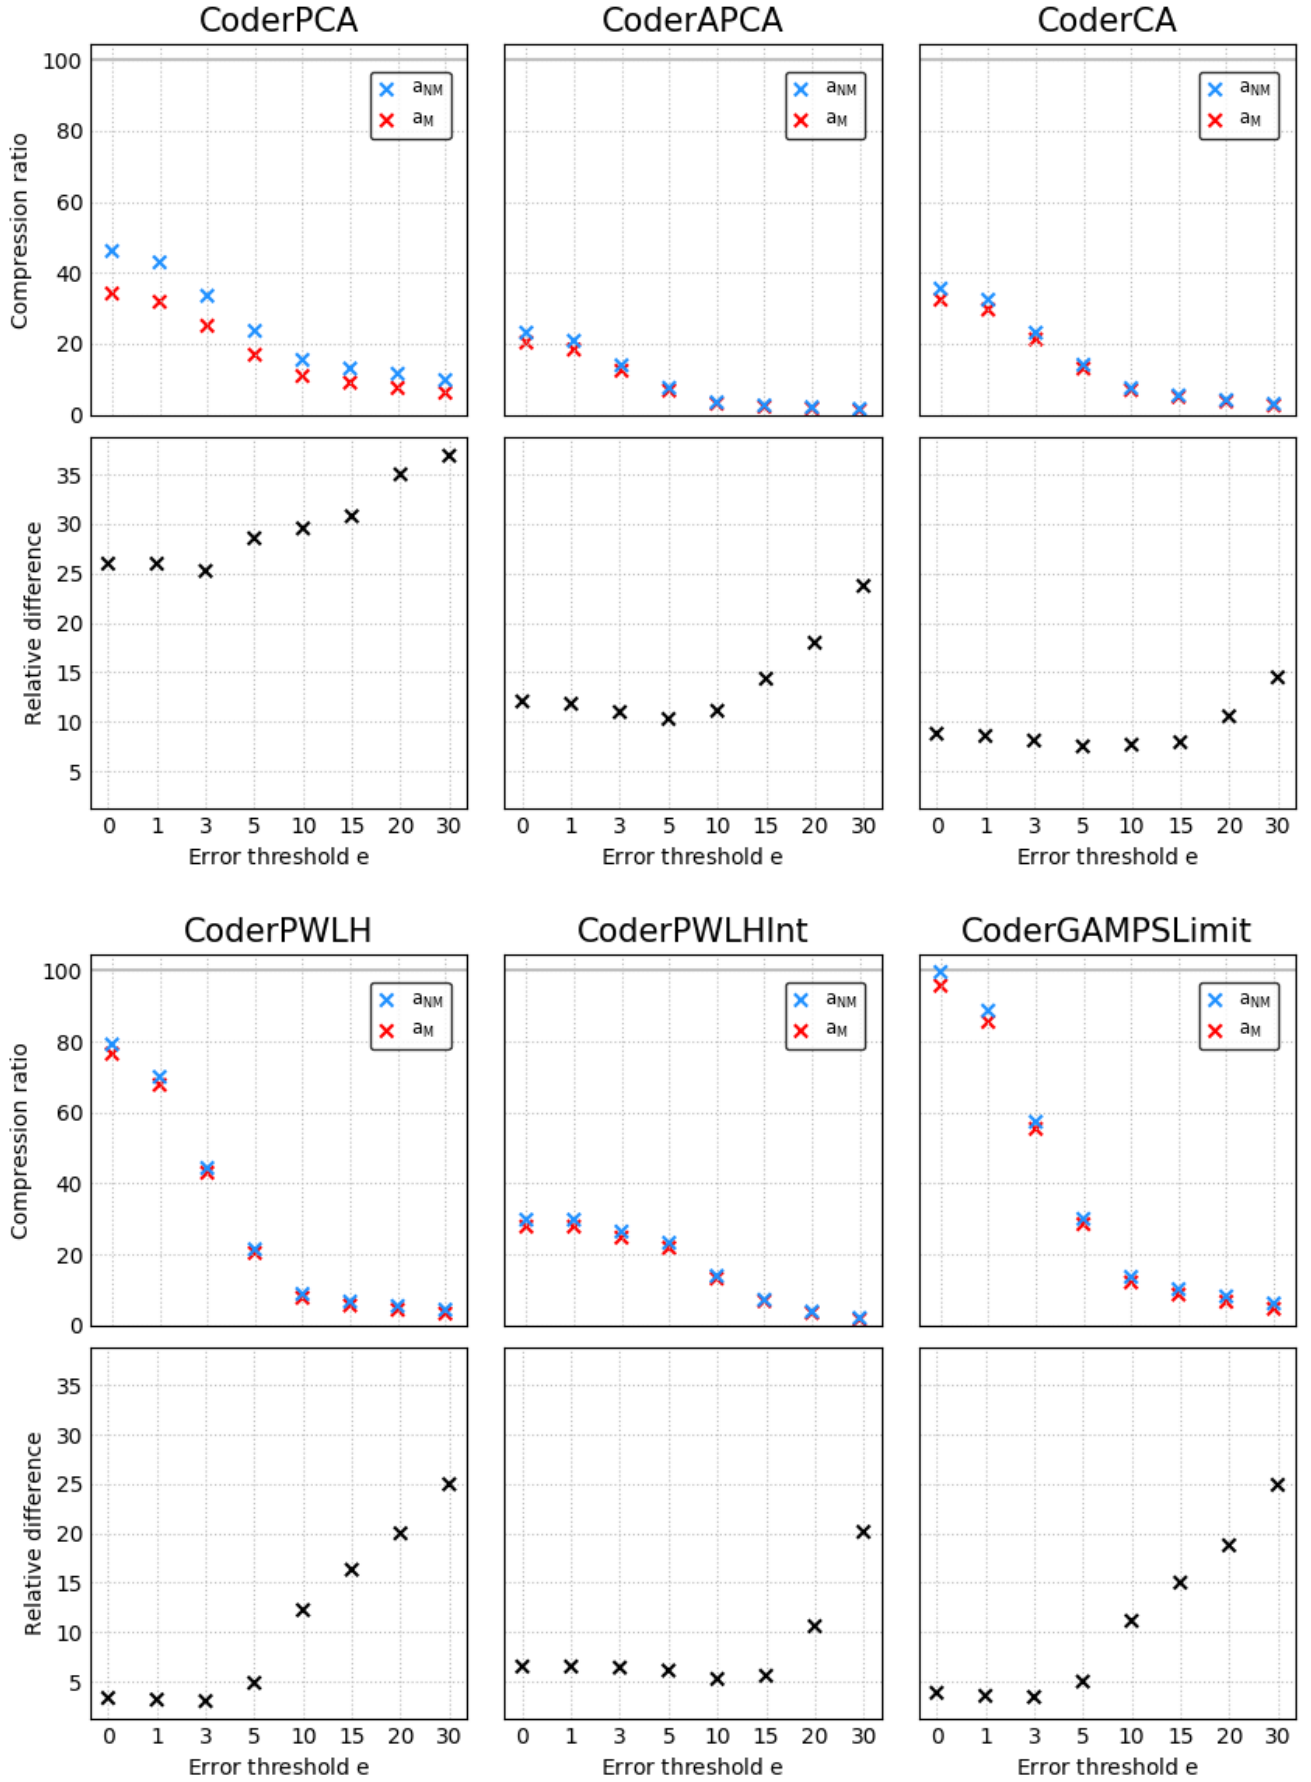 CoderPCA CoderAPCA CoderCA
100
80
60
40
20
0
Compression ratio
aNM
aM
aNM
aM
aNM
aM
35
30
25
20
15
10
5
Relative difference
0 1 3 5 10 15 20 30
0 1 3 5 10 15 20 30
0 1 3 5 10 15 20 30
Error threshold e
Error threshold e
Error threshold e
CoderPWLH CoderPWLHInt CoderGAMPSLimit
100
80
60
40
20
0
Compression ratio
aNM
aM
aNM
aM
aNM
aM
35
30
25
20
15
10
5
Relative difference
0 1 3 5 10 15 20 30
0 1 3 5 10 15 20 30
0 1 3 5 10 15 20 30
Error threshold e
Error threshold e
Error threshold e